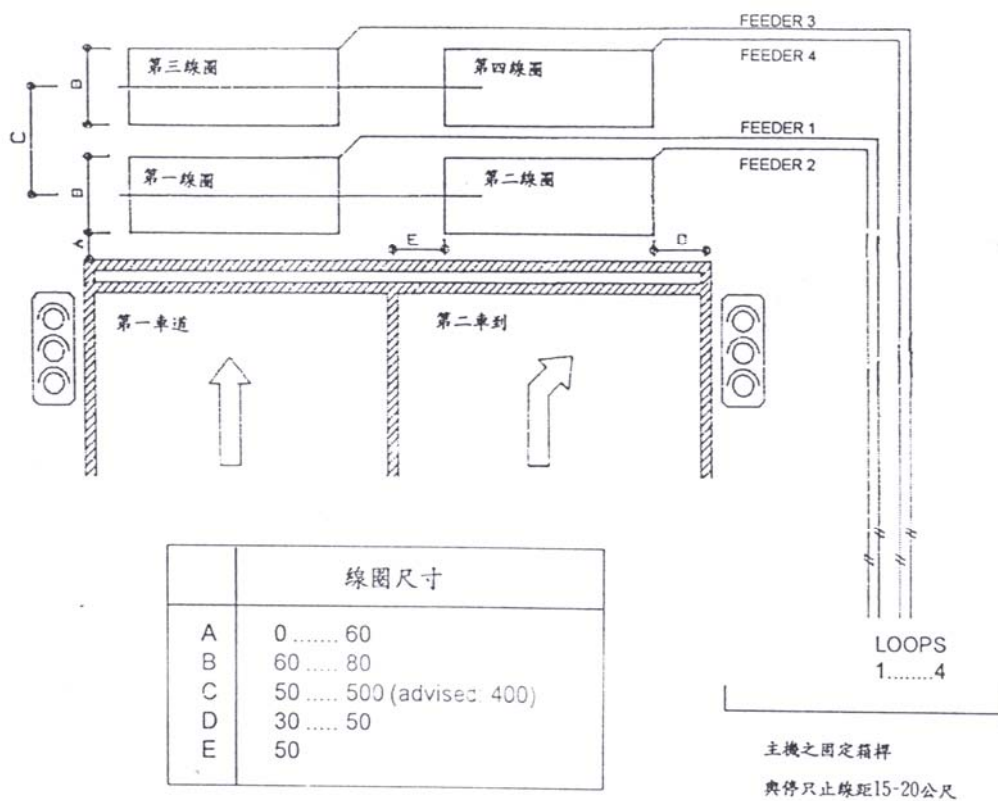 FEEDER 3
第三線圈
第四線圈
FEEDER 4
B
C
FEEDER 1
第一線圈
第二線圈
FEEDER 2
B
A
E
D
第一車道
第二車到
線圈尺寸
A 0 ....... 60
B 60 ..... 80
C 50 ..... 500 (advisec: 400)
D 30 ..... 50
E 50
LOOPS
1........4
主機之固定箱桿
與停只止線距15-20公尺